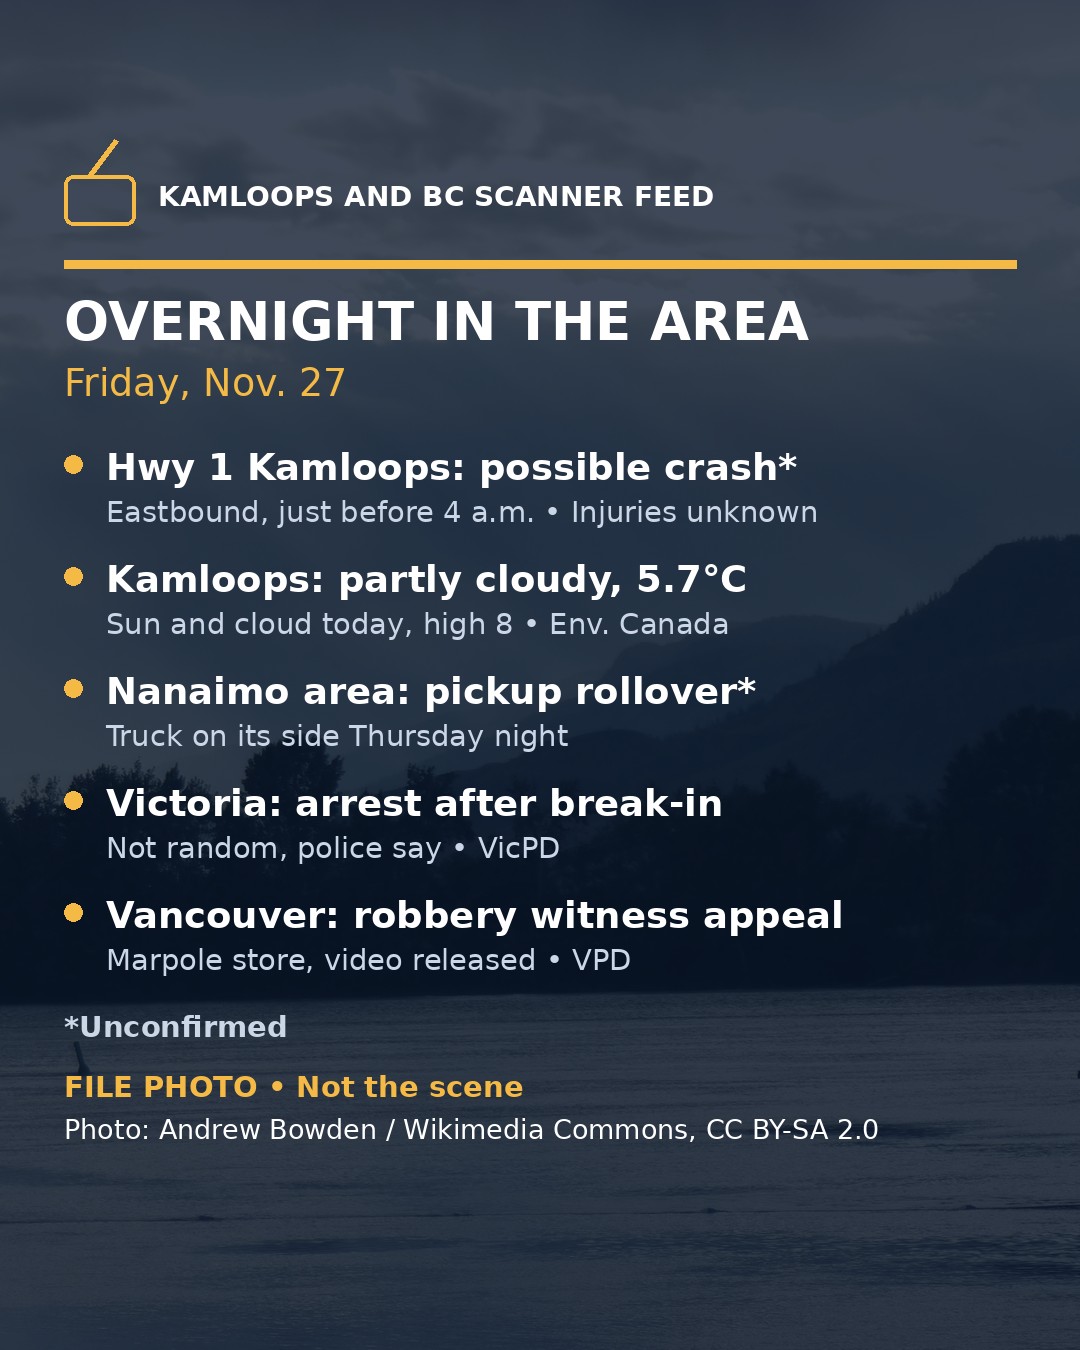 KAMLOOPS AND BC SCANNER FEED
OVERNIGHT IN THE AREA
Friday, Nov. 27
Hwy 1 Kamloops: possible crash*
Eastbound, just before 4 a.m. • Injuries unknown
Kamloops: partly cloudy, 5.7°C
Sun and cloud today, high 8 • Env. Canada
Nanaimo area: pickup rollover*
Truck on its side Thursday night
Victoria: arrest after break-in
Not random, police say • VicPD
Vancouver: robbery witness appeal
Marpole store, video released • VPD
*Unconfirmed
FILE PHOTO • Not the scene
Photo: Andrew Bowden / Wikimedia Commons, CC BY-SA 2.0